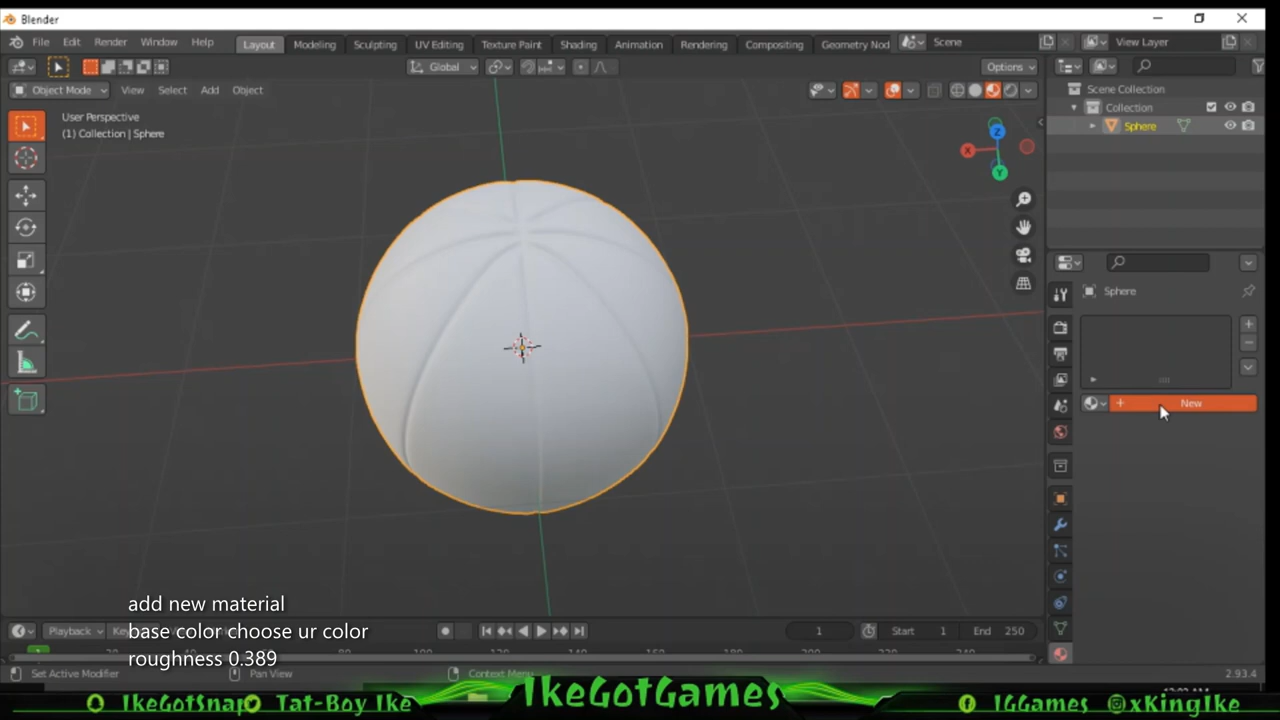 Blender
File Edit Render Window Help Layout Modeling Sculpting UV Editing Texture Paint Shading Animation Rendering Compositing Geometry Nod Scene View Layer
Global Options
Object Mode View Select Add Object
User Perspective
(1) Collection | Sphere
Scene Collection
Collection
Sphere
X Z Y
Sphere
New
add new material
base color choose ur color
roughness 0.389
Playback 1 Start 1 End 250
Set Active Modifier Pan View Context Menu 2.93.4
IkeGotSnap Tat-Boy Ike IkeGotGames IGGames xKingIke